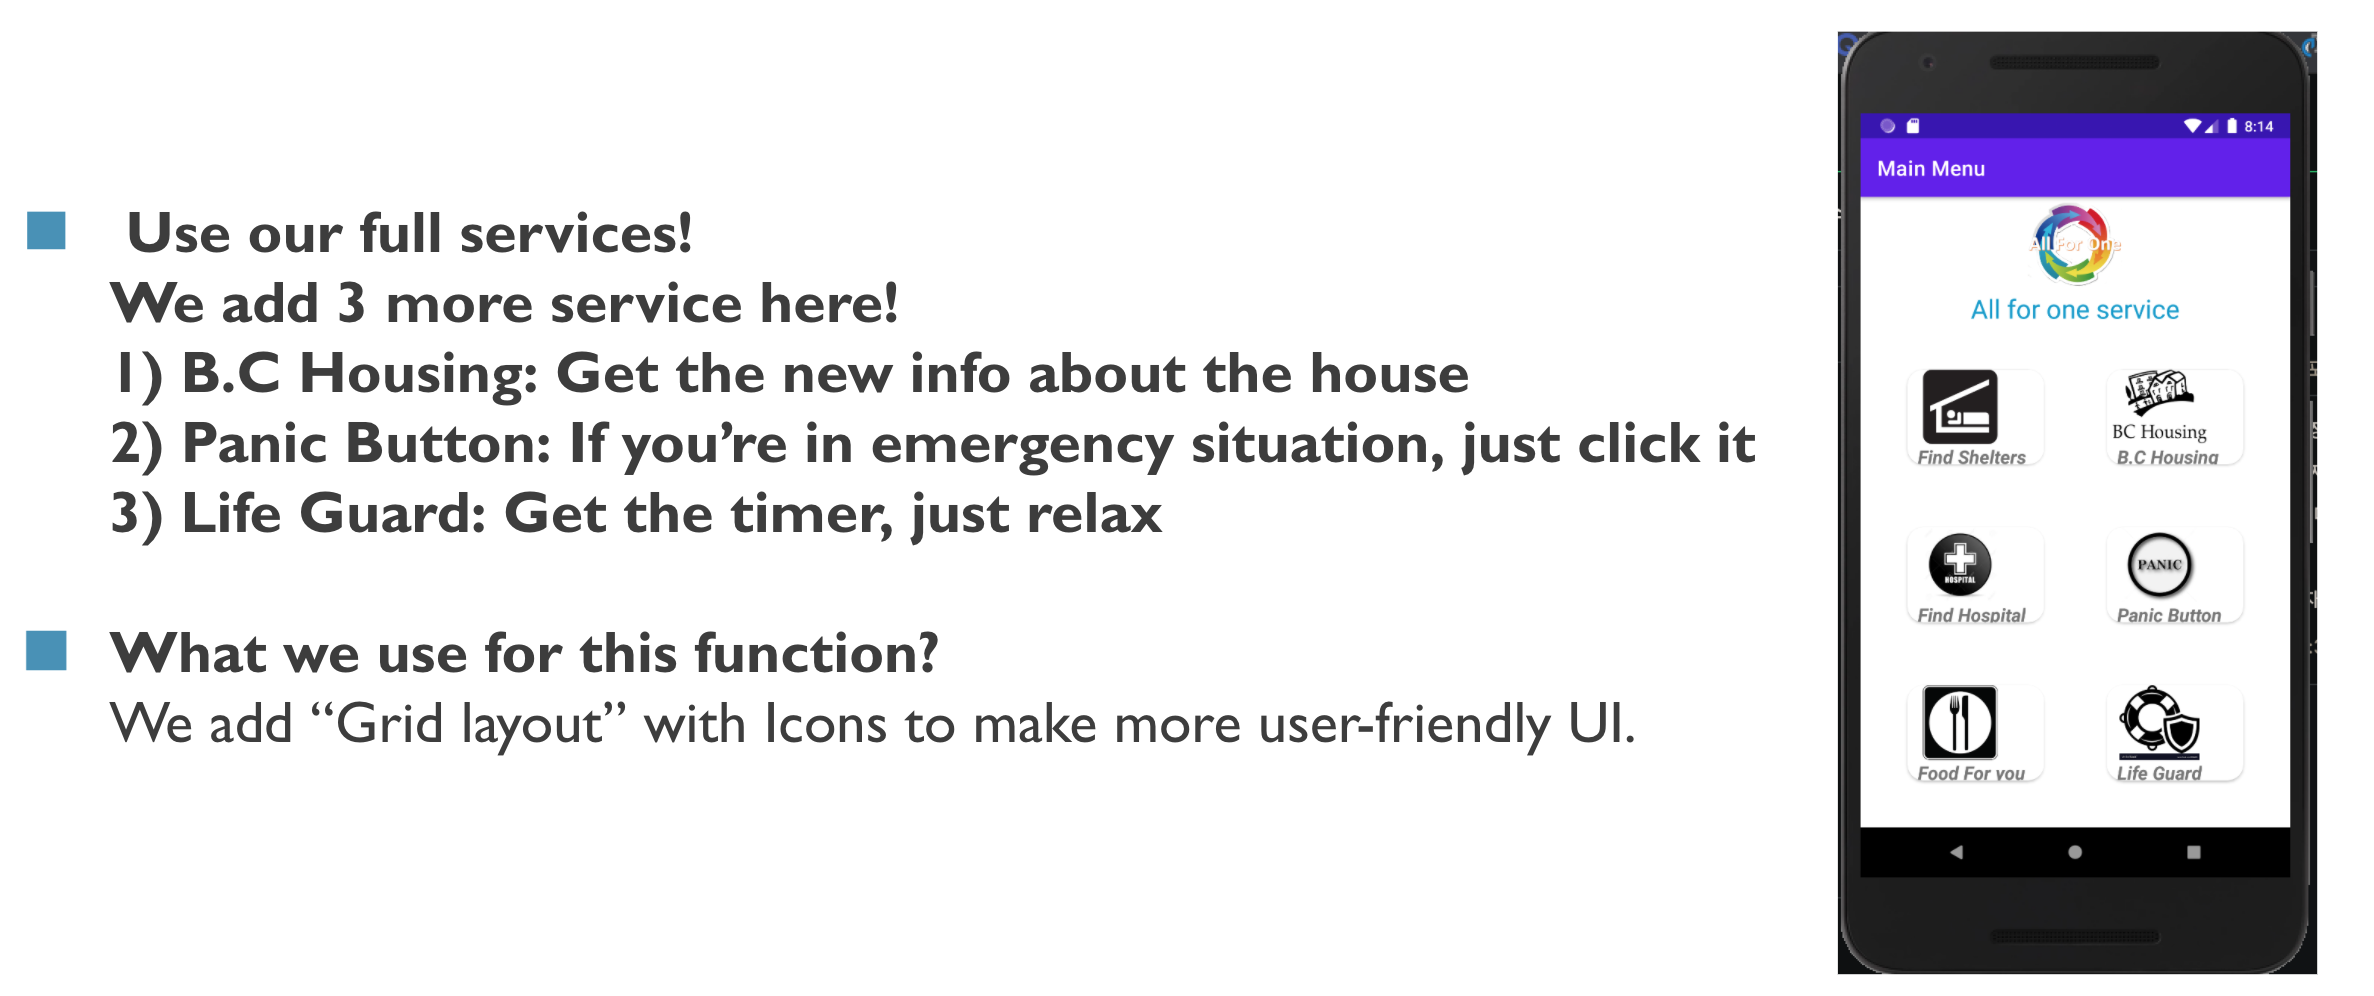 Use our full services!
We add 3 more service here!
1) B.C Housing: Get the new info about the house
2) Panic Button: If you’re in emergency situation, just click it
3) Life Guard: Get the timer, just relax
What we use for this function?
We add “Grid layout” with Icons to make more user-friendly UI.
8:14
Main Menu
All For One
All for one service
Find Shelters
BC Housing
B.C Housing
HOSPITAL
Find Hospital
PANIC
Panic Button
Food For you
Life Guard